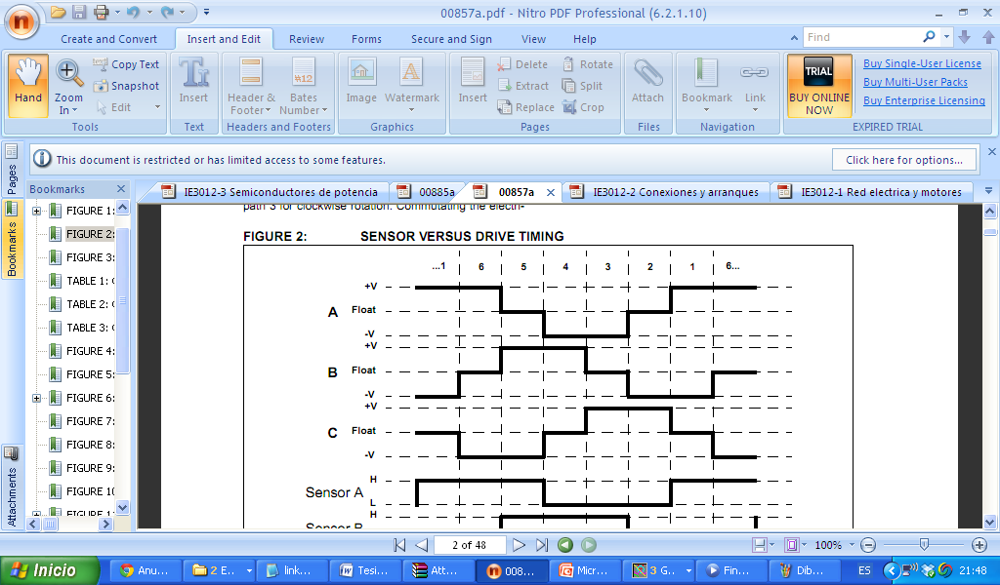 00857a.pdf - Nitro PDF Professional (6.2.1.10)
Create and Convert Insert and Edit Review Forms Secure and Sign View Help Find
Hand
Zoom In
Copy Text
Snapshot
Edit
Tools
Insert
Text
Header & Footer
Bates Number
Headers and Footers
Image
Watermark
Graphics
Insert
Delete
Extract
Replace
Rotate
Split
Crop
Pages
Attach
Files
Bookmark
Link
Navigation
TRIAL
BUY ONLINE NOW
Buy Single-User License
Buy Multi-User Packs
Buy Enterprise Licensing
EXPIRED TRIAL
This document is restricted or has limited access to some features. Click here for options...
Pages
Bookmarks
Attachments
Bookmarks
IE3012-3 Semiconductores de potencia 00885a 00857a IE3012-2 Conexiones y arranques IE3012-1 Red electrica y motores
FIGURE 1:
FIGURE 2:
FIGURE 3:
TABLE 1:
TABLE 2:
TABLE 3:
FIGURE 4:
FIGURE 5:
FIGURE 6:
FIGURE 7:
FIGURE 8:
FIGURE 9:
FIGURE 10
path 3 for clockwise rotation. Commutating the electri-
FIGURE 2: SENSOR VERSUS DRIVE TIMING
...1 6 5 4 3 2 1 6...
+V
A Float
-V
+V
B Float
-V
+V
C Float
-V
H
Sensor A
L
H
Sensor B
2 of 48
100%
Inicio
Anu...
2 E...
link...
Tesi...
Att...
008...
Micr...
3 G...
Fin...
Dib...
ES
21:48